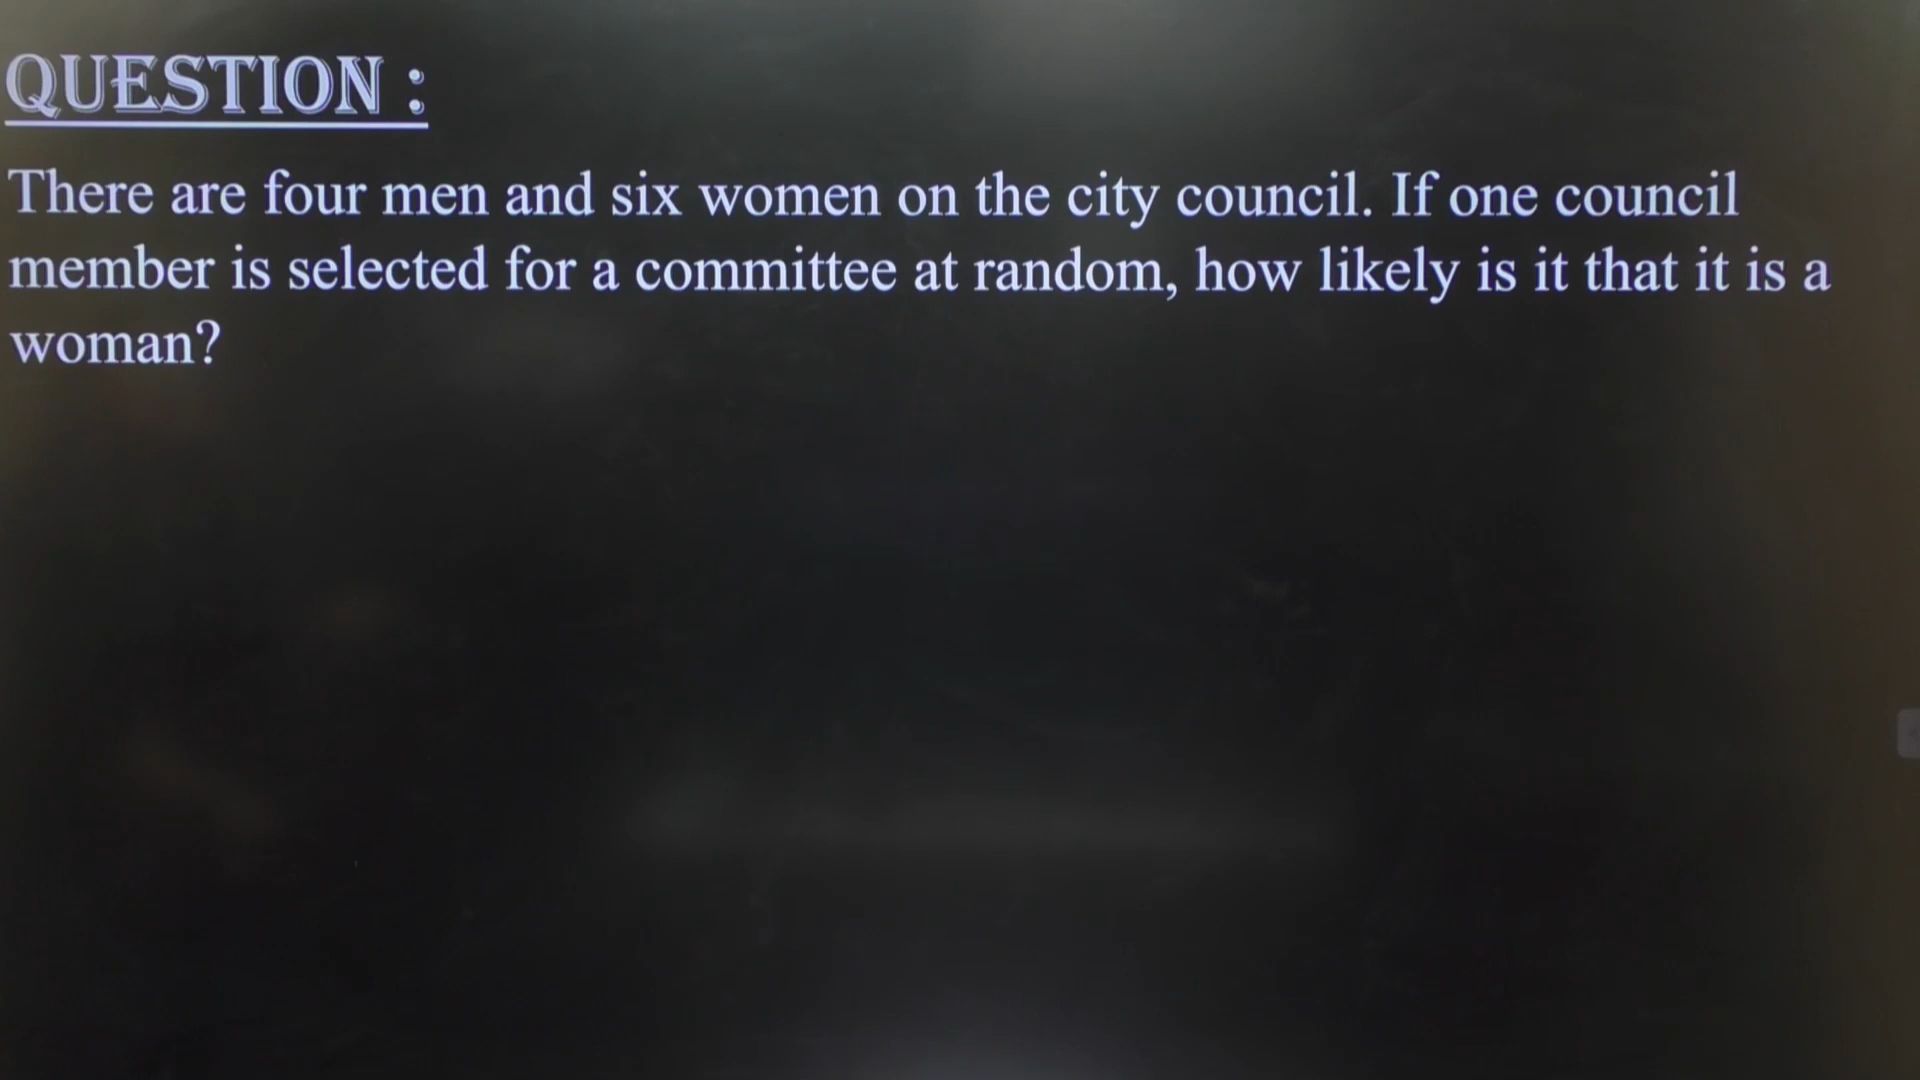 QUESTION :
There are four men and six women on the city council. If one council
member is selected for a committee at random, how likely is it that it is a
woman?